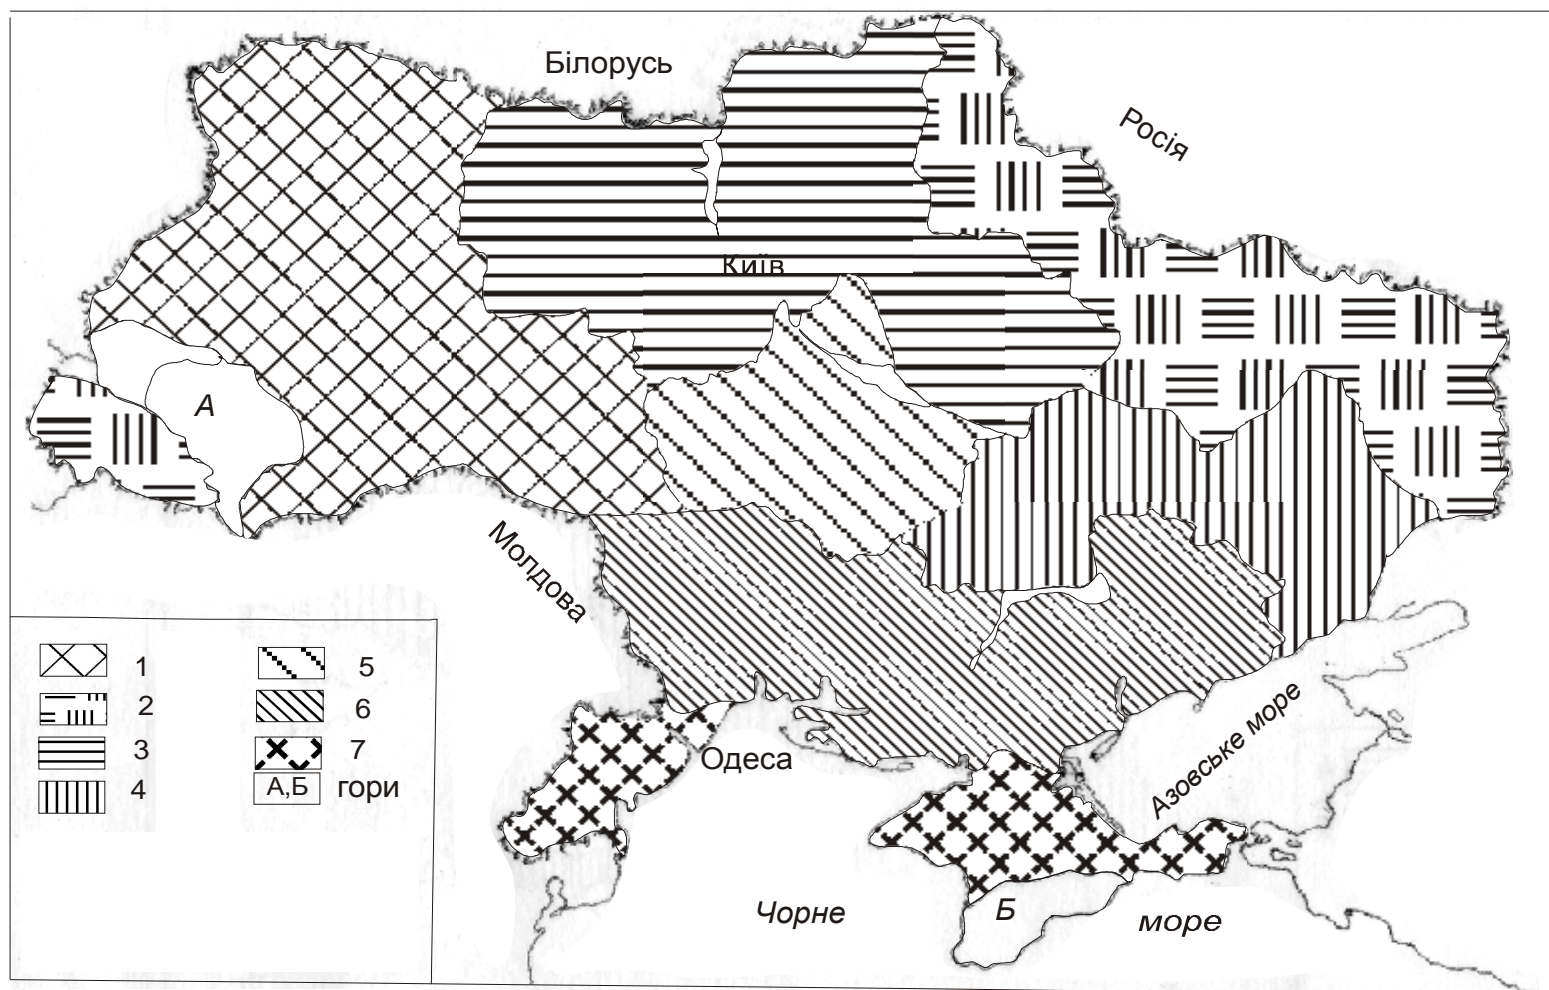 Білорусь
Росія
Київ
А
Молдова
Одеса
Азовське море
Чорне море
Б
1
2
3
4
5
6
7
А,Б гори